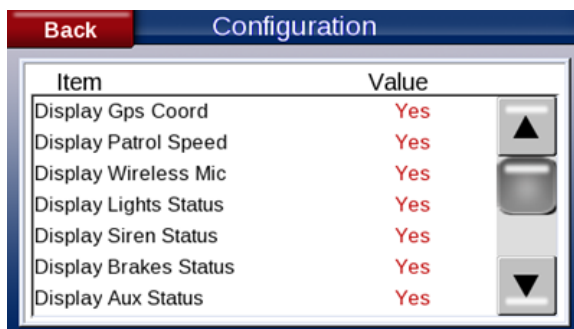 Back Configuration
Item Value
Display Gps Coord Yes
Display Patrol Speed Yes
Display Wireless Mic Yes
Display Lights Status Yes
Display Siren Status Yes
Display Brakes Status Yes
Display Aux Status Yes